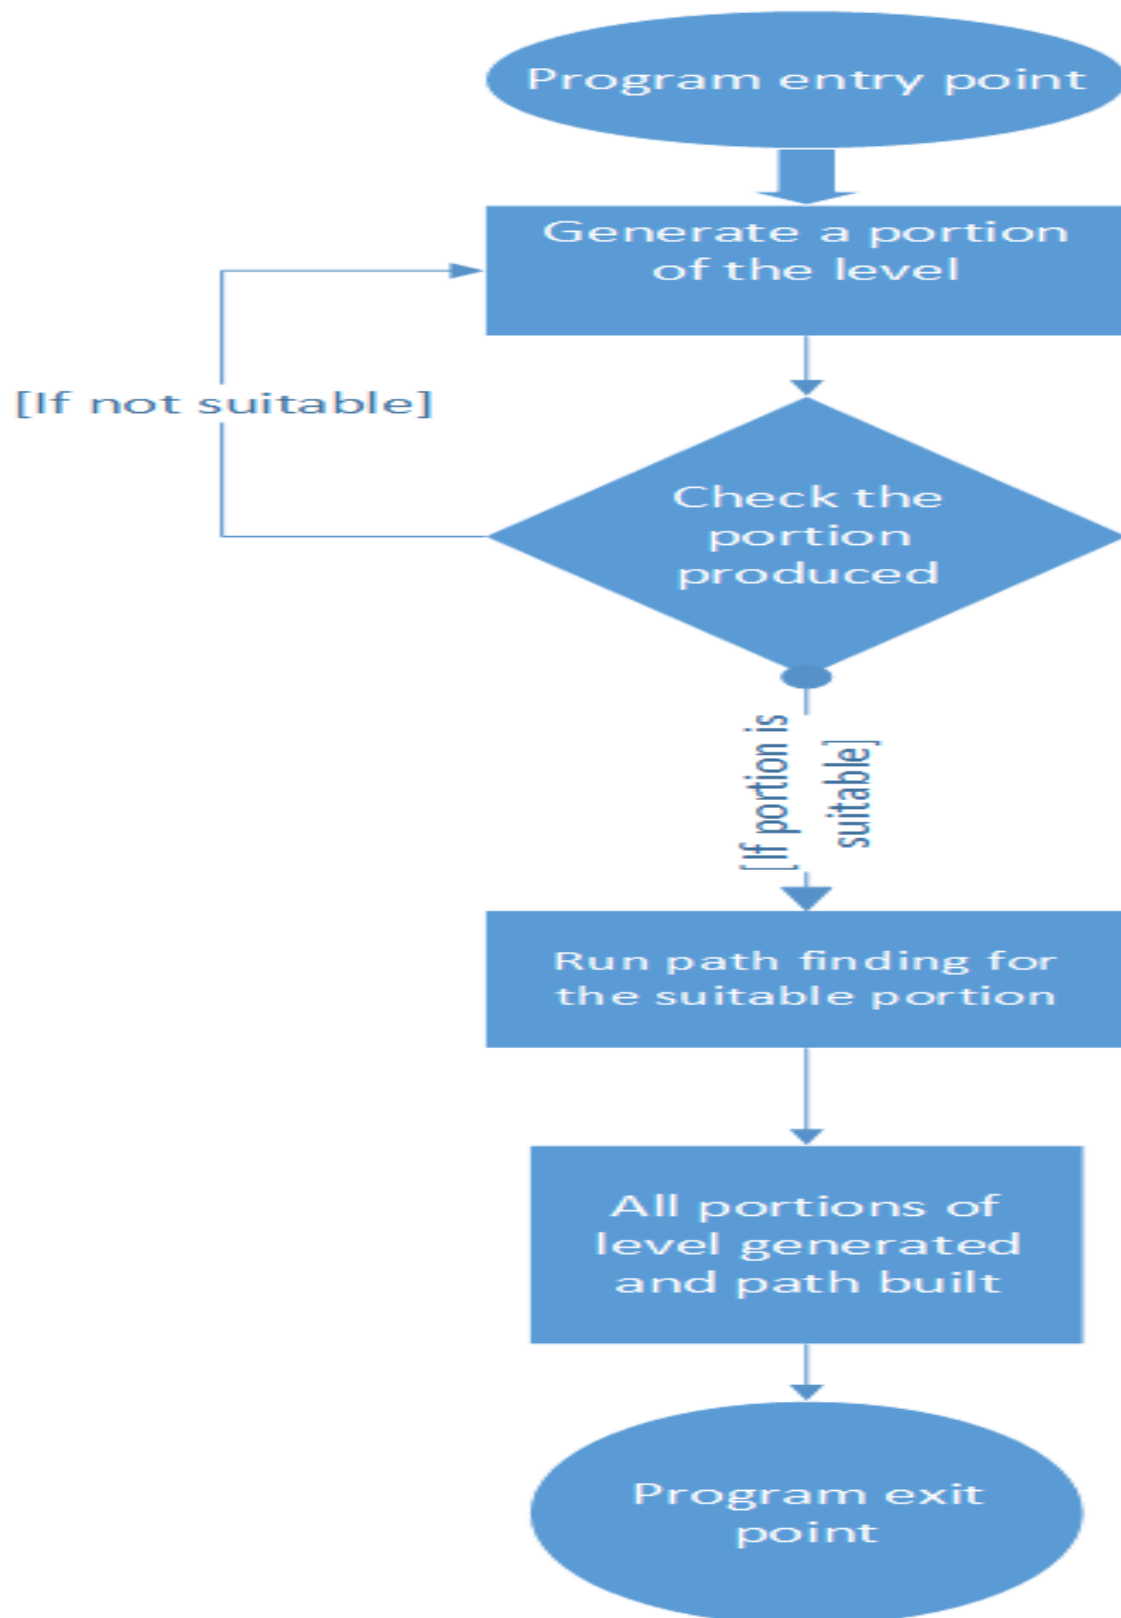 Program entry point
Generate a portion
of the level
[If not suitable]
Check the
portion
produced
[If portion is
suitable]
Run path finding for
the suitable portion
All portions of
level generated
and path built
Program exit
point